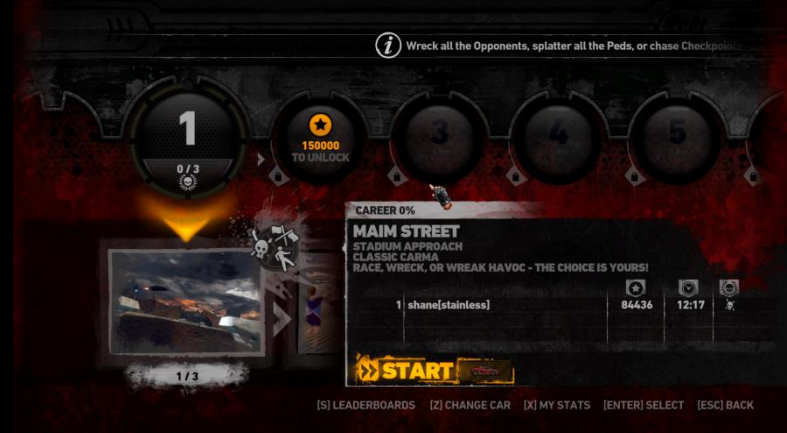 Wreck all the Opponents, splatter all the Peds, or chase Checkpoints
1
0/3
150000
TO UNLOCK
3
4
5
CAREER 0%
MAIM STREET
STADIUM APPROACH
CLASSIC CARMA
RACE, WRECK, OR WREAK HAVOC - THE CHOICE IS YOURS!
1 shane[stainless] 84436 12:17
START
1/3
[S] LEADERBOARDS [Z] CHANGE CAR [X] MY STATS [ENTER] SELECT [ESC] BACK